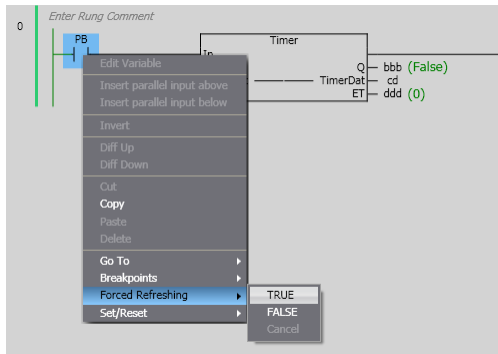 Enter Rung Comment
0
PB
Timer
In
Q bbb (False)
TimerDat cd
ET ddd (0)
Edit Variable
Insert parallel input above
Insert parallel input below
Invert
Diff Up
Diff Down
Cut
Copy
Paste
Delete
Go To
Breakpoints
Forced Refreshing
Set/Reset
TRUE
FALSE
Cancel